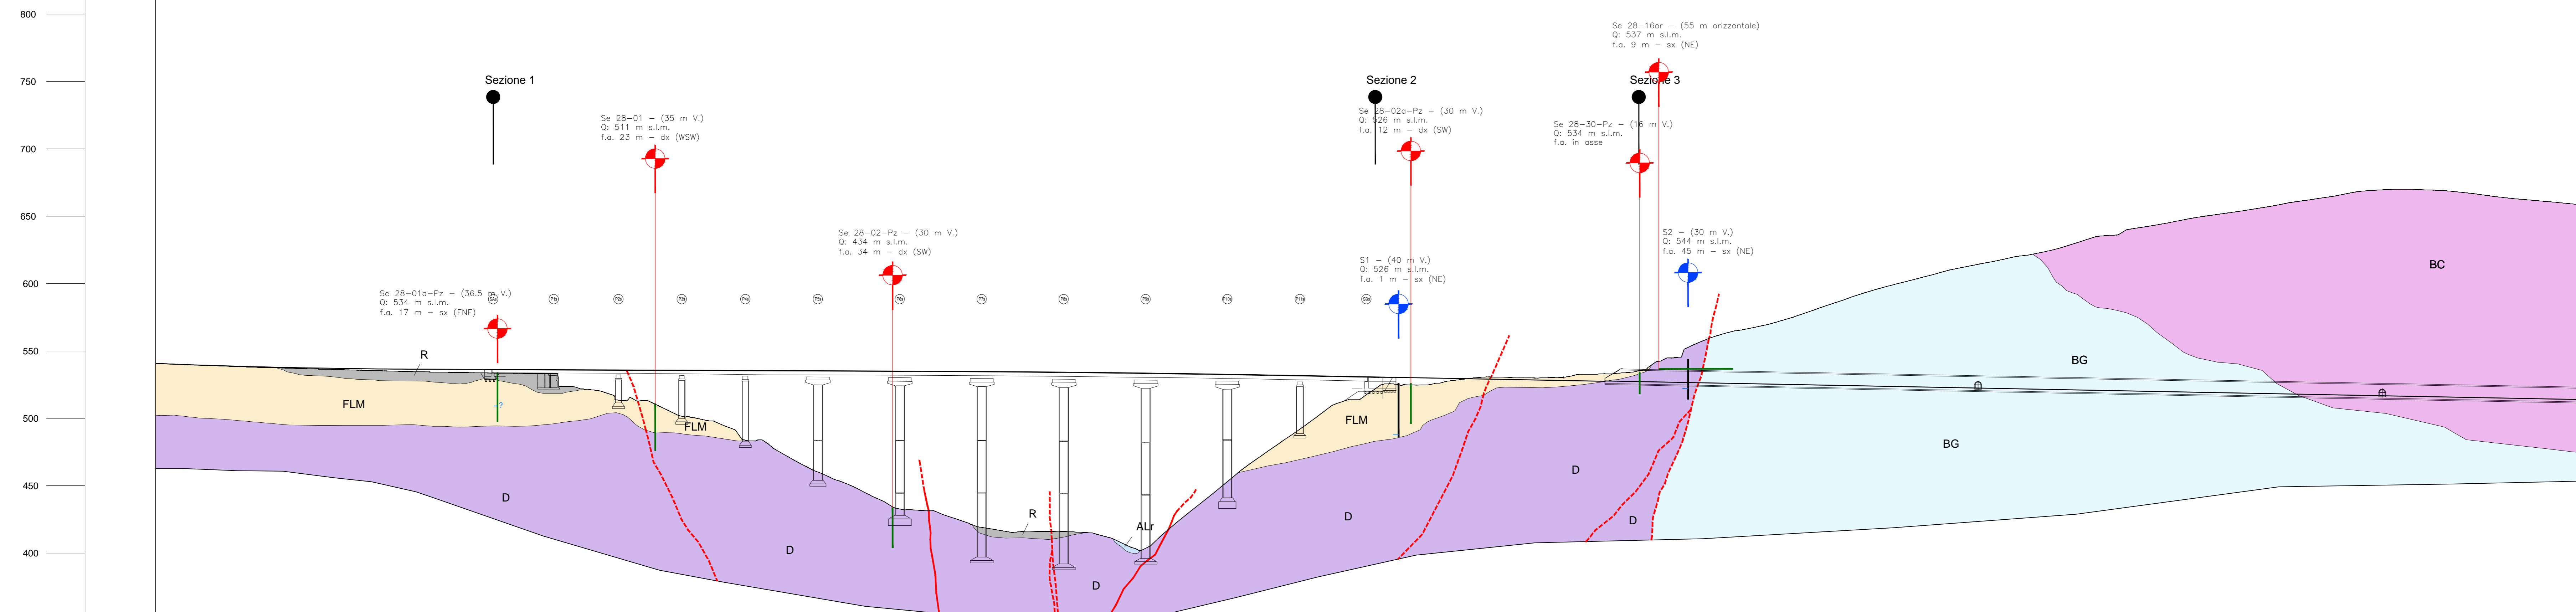 800
750
700
650
600
550
500
450
400
Sezione 1
Sezione 2
Sezione 3
Se 28-16or - (55 m orizzontale)
Q: 537 m s.l.m.
f.a. 9 m - sx (NE)
Se 28-01 - (35 m V.)
Q: 511 m s.l.m.
f.a. 23 m - dx (WSW)
Se 28-02a-Pz - (30 m V.)
Q: 526 m s.l.m.
f.a. 12 m - dx (SW)
Se 28-30-Pz - (16 m V.)
Q: 534 m s.l.m.
f.a. in asse
Se 28-02-Pz - (30 m V.)
Q: 434 m s.l.m.
f.a. 34 m - dx (SW)
S2 - (30 m V.)
Q: 544 m s.l.m.
f.a. 45 m - sx (NE)
S1 - (40 m V.)
Q: 526 m s.l.m.
f.a. 1 m - sx (NE)
Se 28-01a-Pz - (36.5 m V.)
Q: 534 m s.l.m.
f.a. 17 m - sx (ENE)
R
FLM
FLM
FLM
D
D
R
ALr
D
D
D
D
BG
BG
BC
?